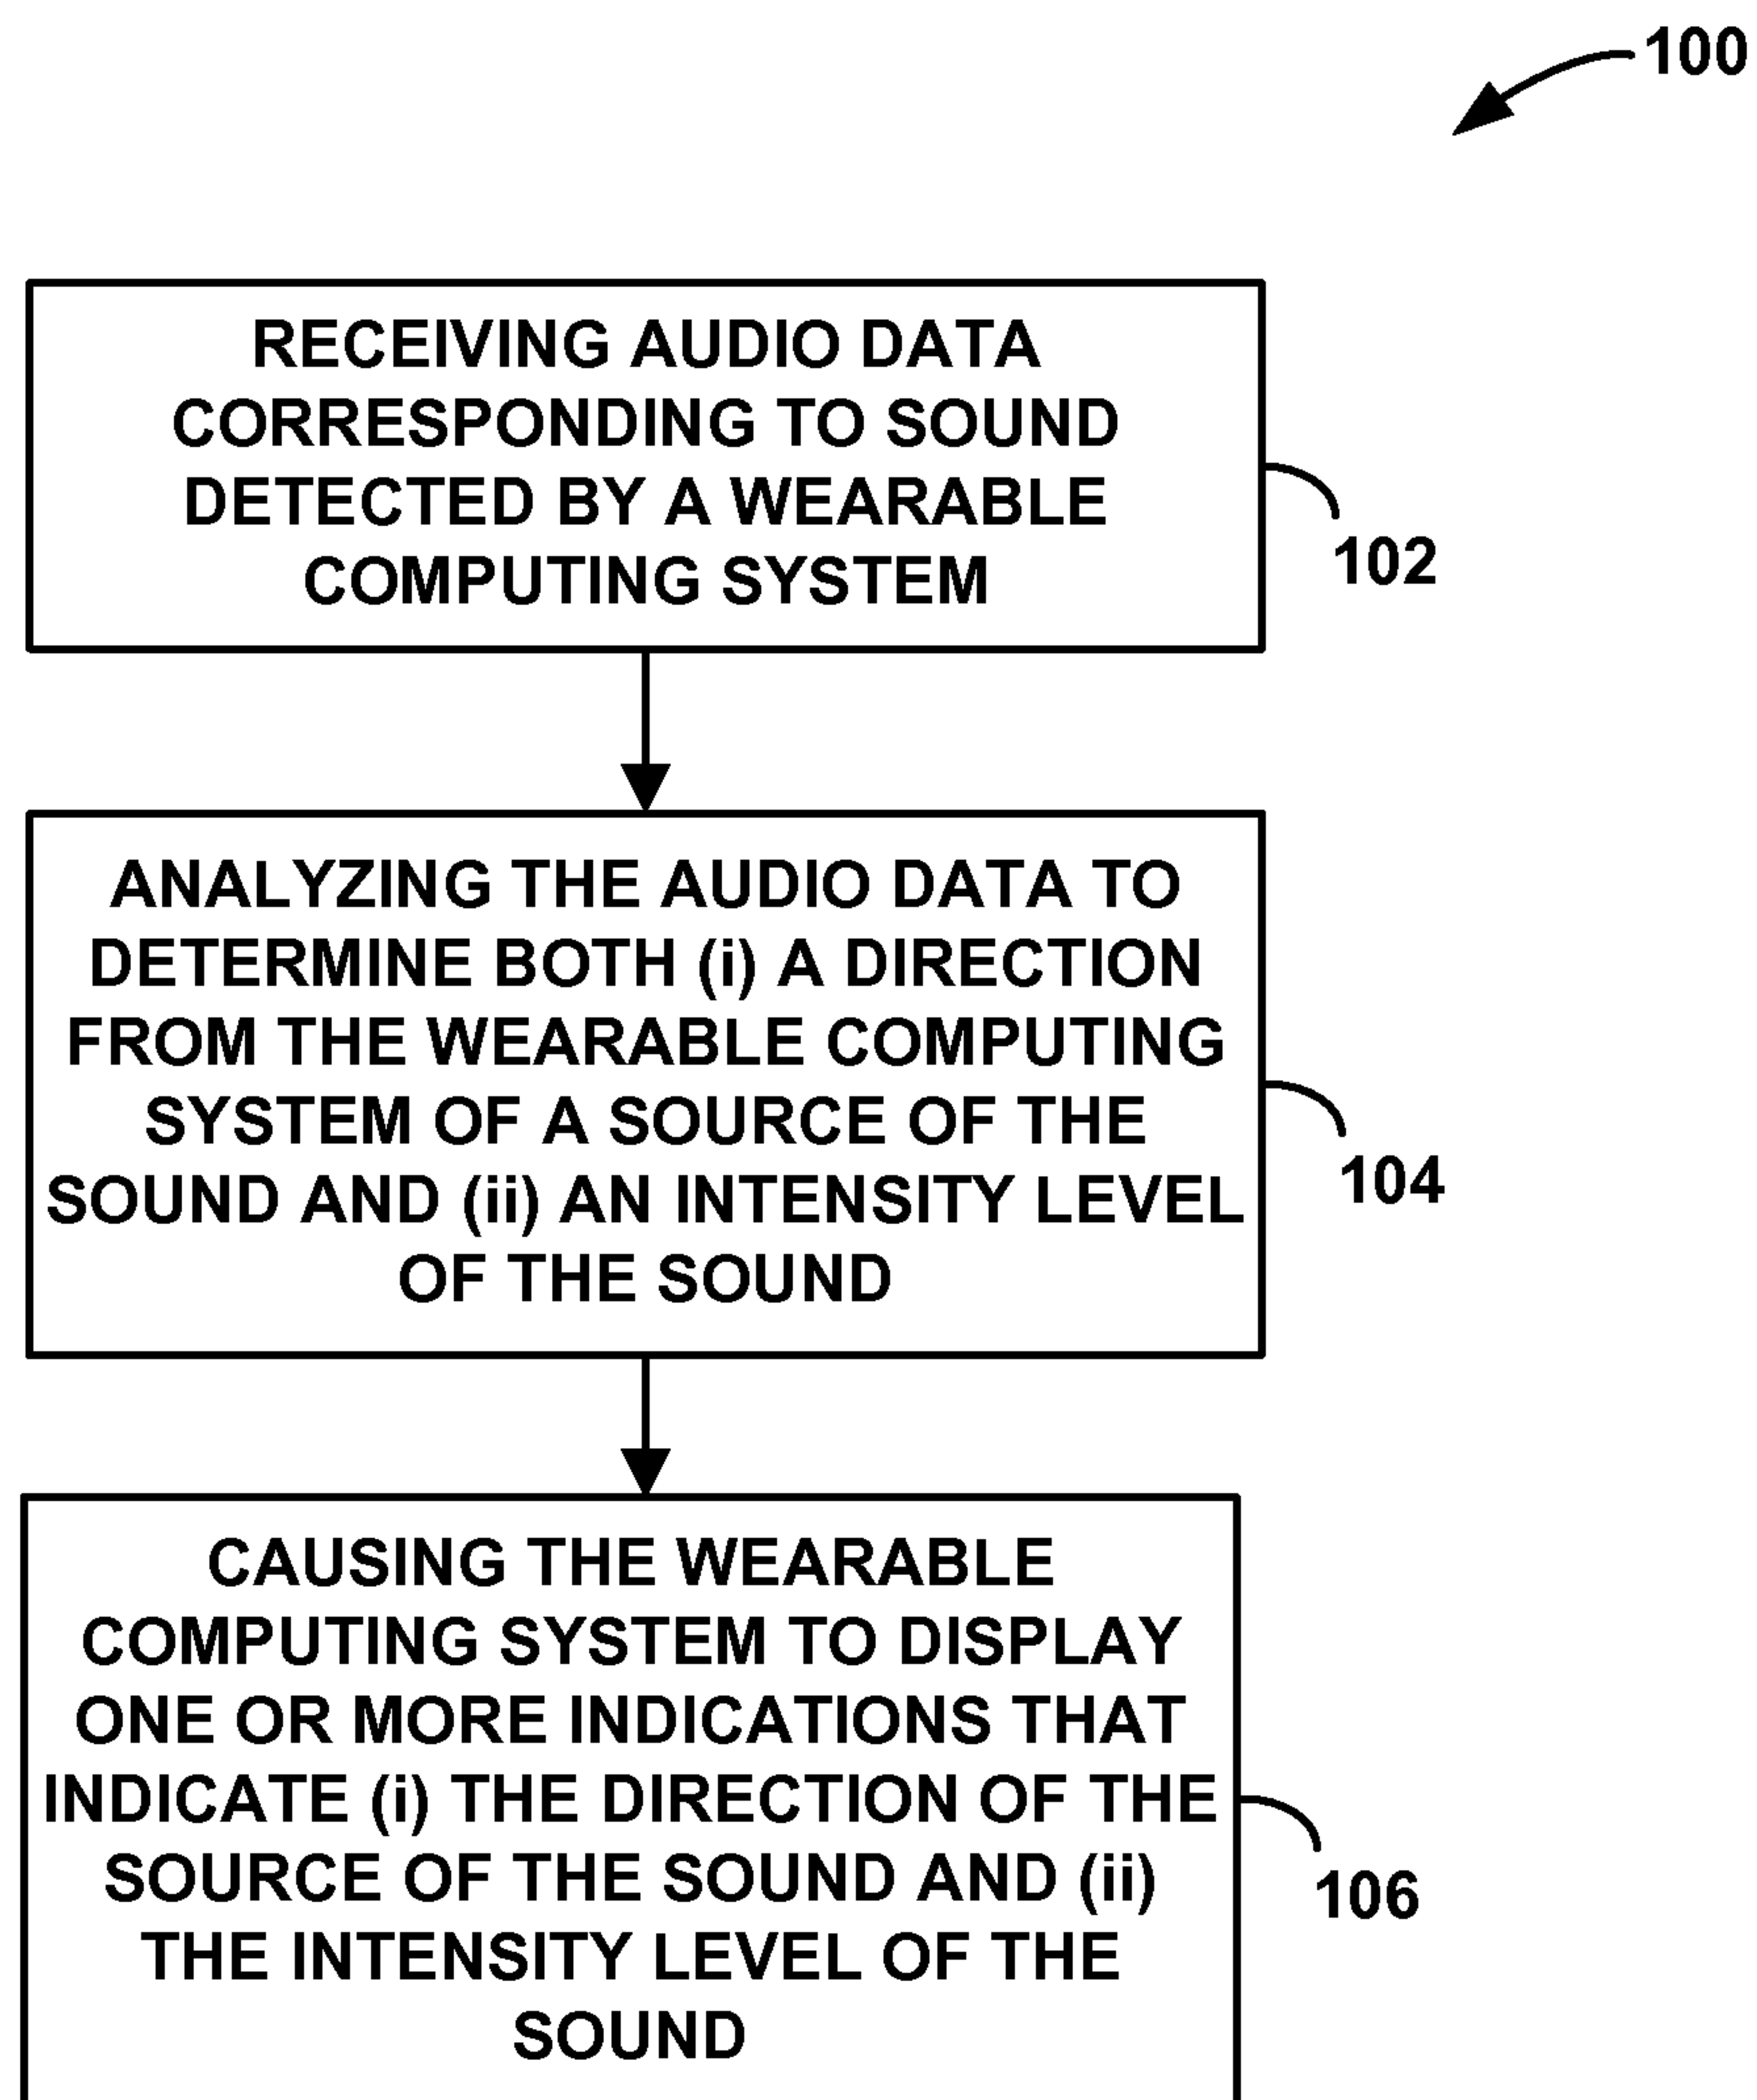 100
RECEIVING AUDIO DATA
CORRESPONDING TO SOUND
DETECTED BY A WEARABLE
COMPUTING SYSTEM
102
ANALYZING THE AUDIO DATA TO
DETERMINE BOTH (i) A DIRECTION
FROM THE WEARABLE COMPUTING
SYSTEM OF A SOURCE OF THE
SOUND AND (ii) AN INTENSITY LEVEL
OF THE SOUND
104
CAUSING THE WEARABLE
COMPUTING SYSTEM TO DISPLAY
ONE OR MORE INDICATIONS THAT
INDICATE (i) THE DIRECTION OF THE
SOURCE OF THE SOUND AND (ii)
THE INTENSITY LEVEL OF THE
SOUND
106